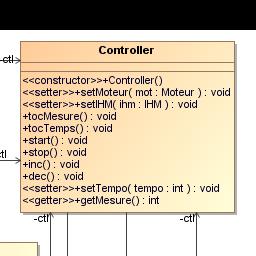 Controller
-ctl
<<constructor>>+Controller()
<<setter>>+setMoteur( mot : Moteur ) : void
<<setter>>+setIHM( ihm : IHM ) : void
+tocMesure() : void
+tocTemps() : void
+start() : void
+stop() : void
-ctl
+inc() : void
+dec() : void
<<setter>>+setTempo( tempo : int ) : void
<<getter>>+getMesure() : int
-ctl
-ctl